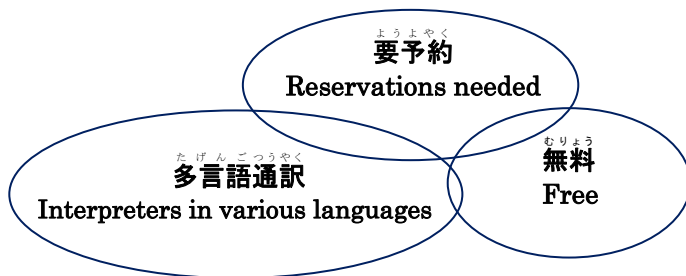 ようよやく
要予約
Reservations needed
たげんごつうやく
多言語通訳
Interpreters in various languages
むりょう
無料
Free